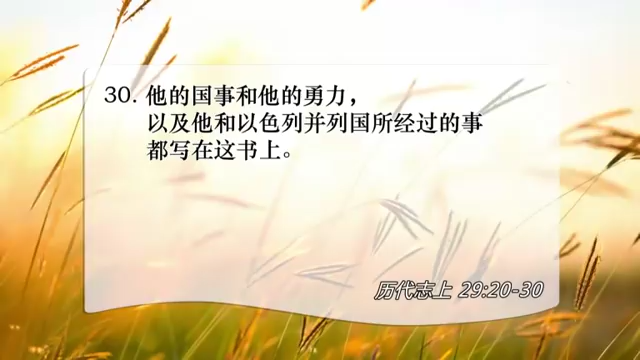 30. 他的国事和他的勇力，
以及他和以色列并列国所经过的事
都写在这书上。
历代志上 29:20-30